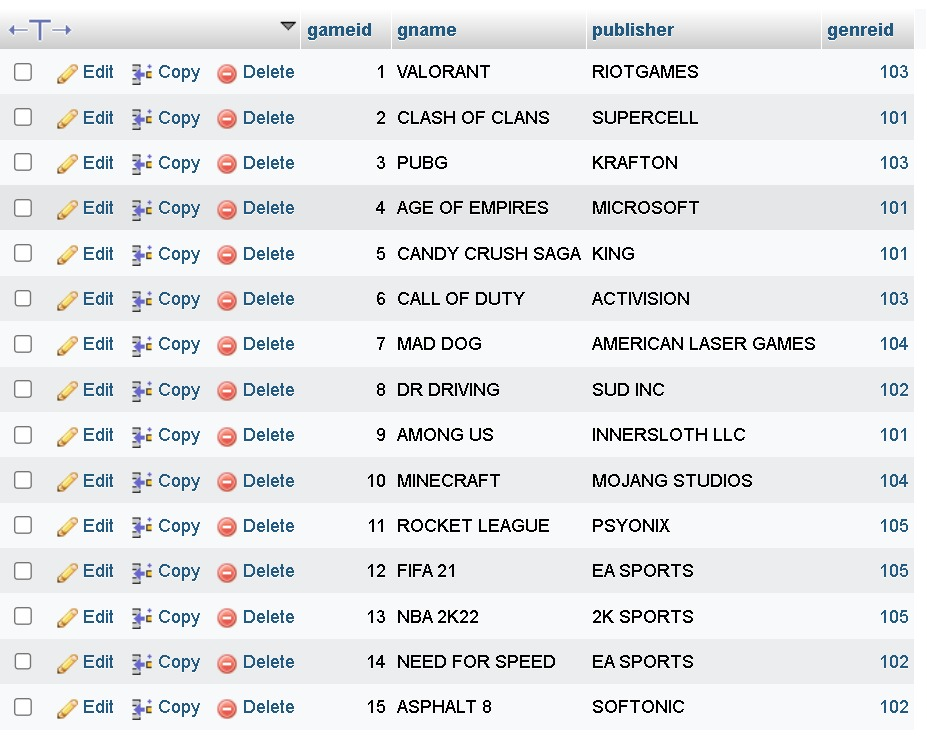 gameid gname publisher genreid
Edit Copy Delete 1 VALORANT RIOTGAMES 103
Edit Copy Delete 2 CLASH OF CLANS SUPERCELL 101
Edit Copy Delete 3 PUBG KRAFTON 103
Edit Copy Delete 4 AGE OF EMPIRES MICROSOFT 101
Edit Copy Delete 5 CANDY CRUSH SAGA KING 101
Edit Copy Delete 6 CALL OF DUTY ACTIVISION 103
Edit Copy Delete 7 MAD DOG AMERICAN LASER GAMES 104
Edit Copy Delete 8 DR DRIVING SUD INC 102
Edit Copy Delete 9 AMONG US INNERSLOTH LLC 101
Edit Copy Delete 10 MINECRAFT MOJANG STUDIOS 104
Edit Copy Delete 11 ROCKET LEAGUE PSYONIX 105
Edit Copy Delete 12 FIFA 21 EA SPORTS 105
Edit Copy Delete 13 NBA 2K22 2K SPORTS 105
Edit Copy Delete 14 NEED FOR SPEED EA SPORTS 102
Edit Copy Delete 15 ASPHALT 8 SOFTONIC 102